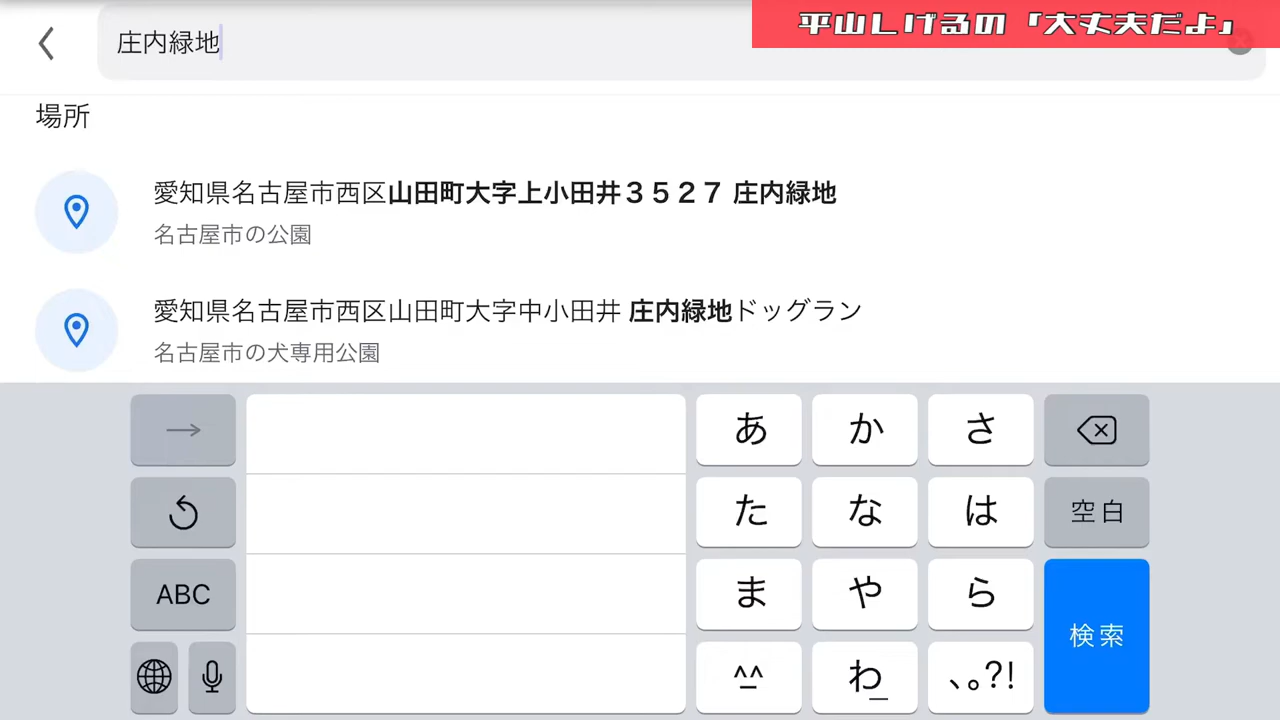 平山しげるの「大丈夫だよ」
庄内緑地
場所
愛知県名古屋市西区山田町大字上小田井３５２７ 庄内緑地
名古屋市の公園
愛知県名古屋市西区山田町大字中小田井 庄内緑地ドッグラン
名古屋市の犬専用公園
あ か さ
た な は 空白
ABC ま や ら 検索
^^ わ_ 、。?!